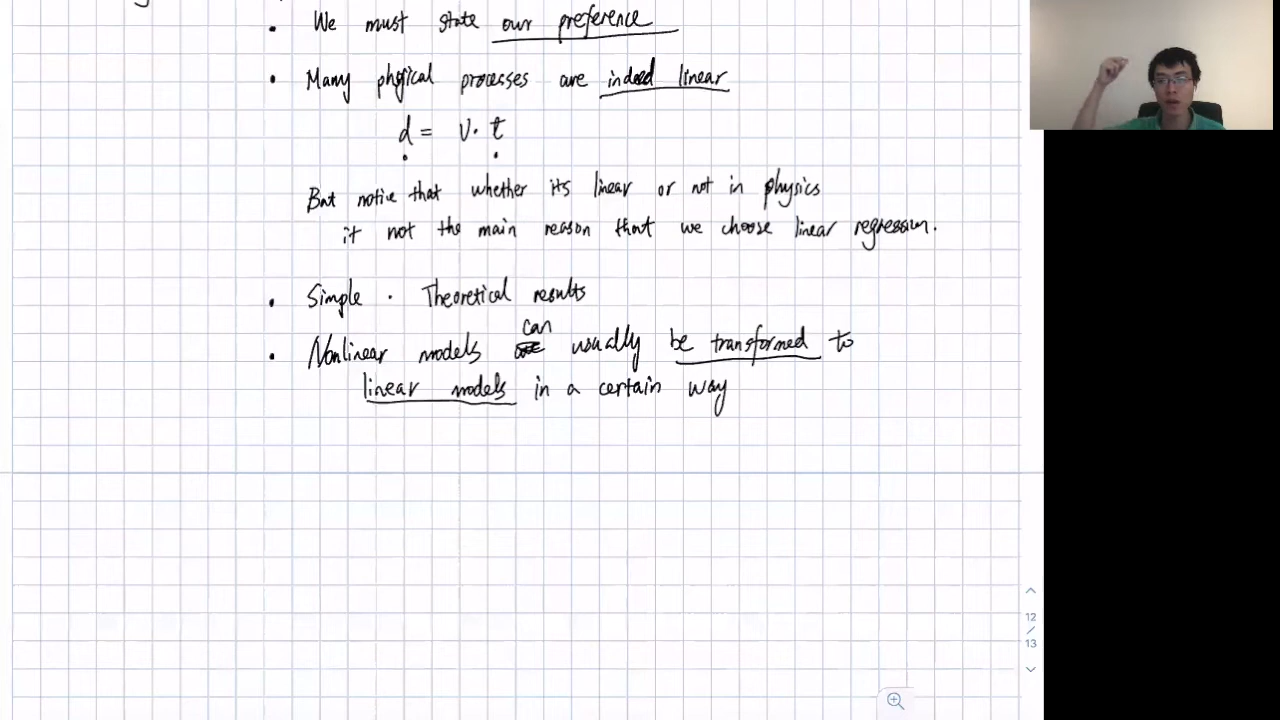 • We must state our preference
• Many physical processes are indeed linear
d = v. t
But notice that whether its linear or not in physics
it not the main reason that we choose linear regression.
• Simple . Theoretical results
• Nonlinear models can usually be transformed to
linear models in a certain way
12
/
13